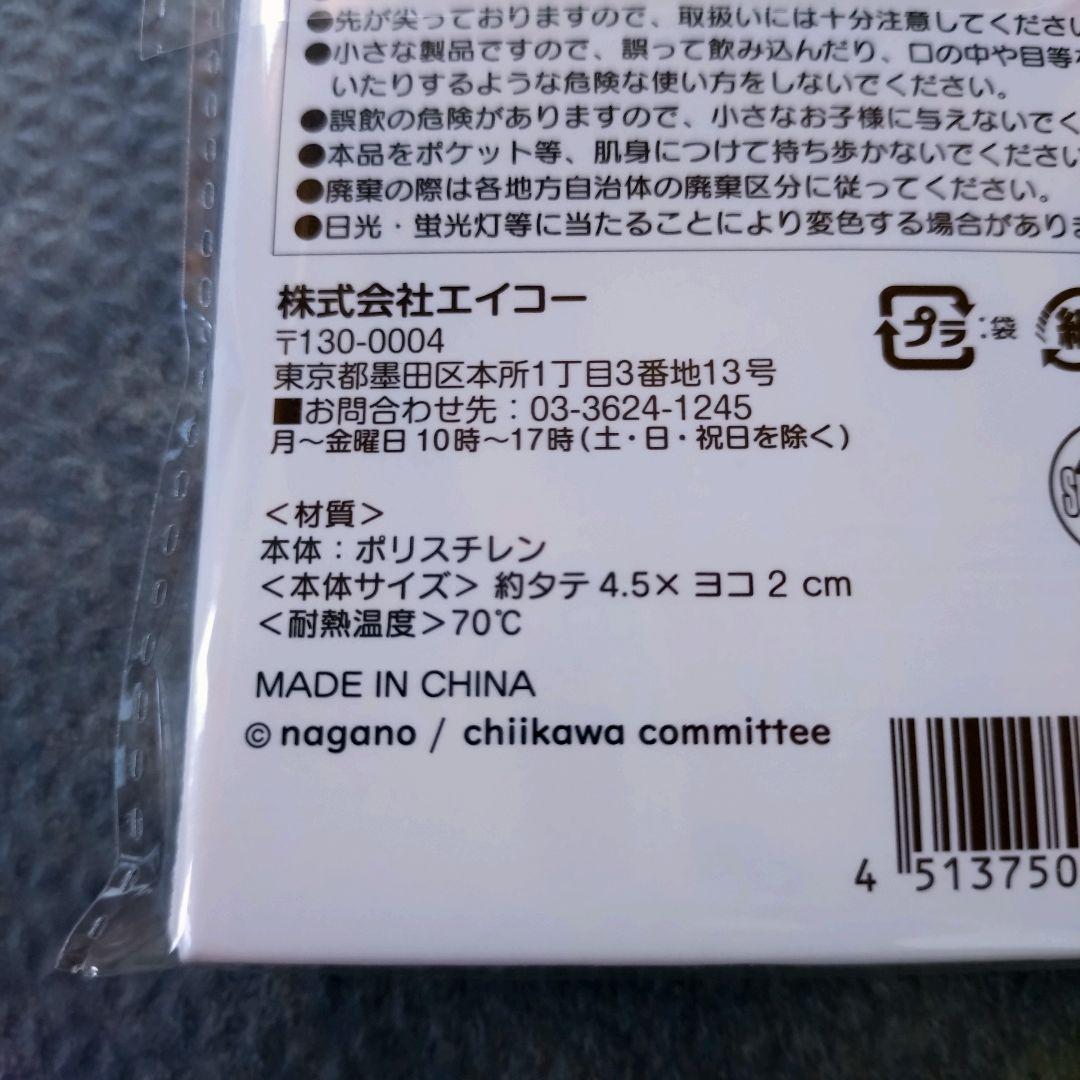 ●先が尖っておりますので、取扱いには十分注意してください
●小さな製品ですので、誤って飲み込んだり、口の中や目等
いたりするような危険な使い方をしないでください。
●誤飲の危険がありますので、小さなお子様に与えないでく
●本品をポケット等、肌身につけて持ち歩かないでください
●廃棄の際は各地方自治体の廃棄区分に従ってください。
●日光・蛍光灯等に当たることにより変色する場合がありま
株式会社エイコー
〒130-0004
東京都墨田区本所1丁目3番地13号
■お問合わせ先：03-3624-1245
月～金曜日10時～17時(土・日・祝日を除く)
プラ:袋
＜材質＞
本体：ポリスチレン
＜本体サイズ＞ 約タテ 4.5× ヨコ 2 cm
＜耐熱温度＞70℃
MADE IN CHINA
© nagano / chiikawa committee
4 513750